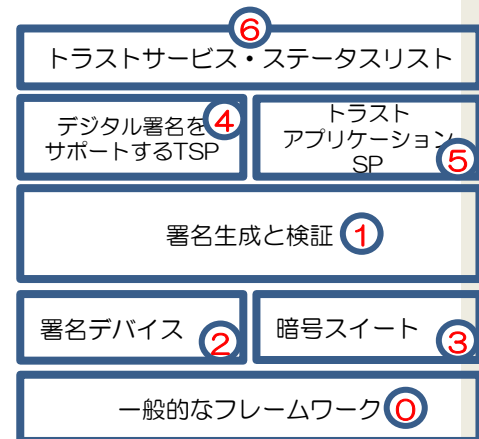 ⑥
トラストサービス・ステータスリスト
デジタル署名を④
サポートするTSP
トラスト
アプリケーション
SP ⑤
署名生成と検証 ①
署名デバイス ②
暗号スイート ③
一般的なフレームワーク ⓪